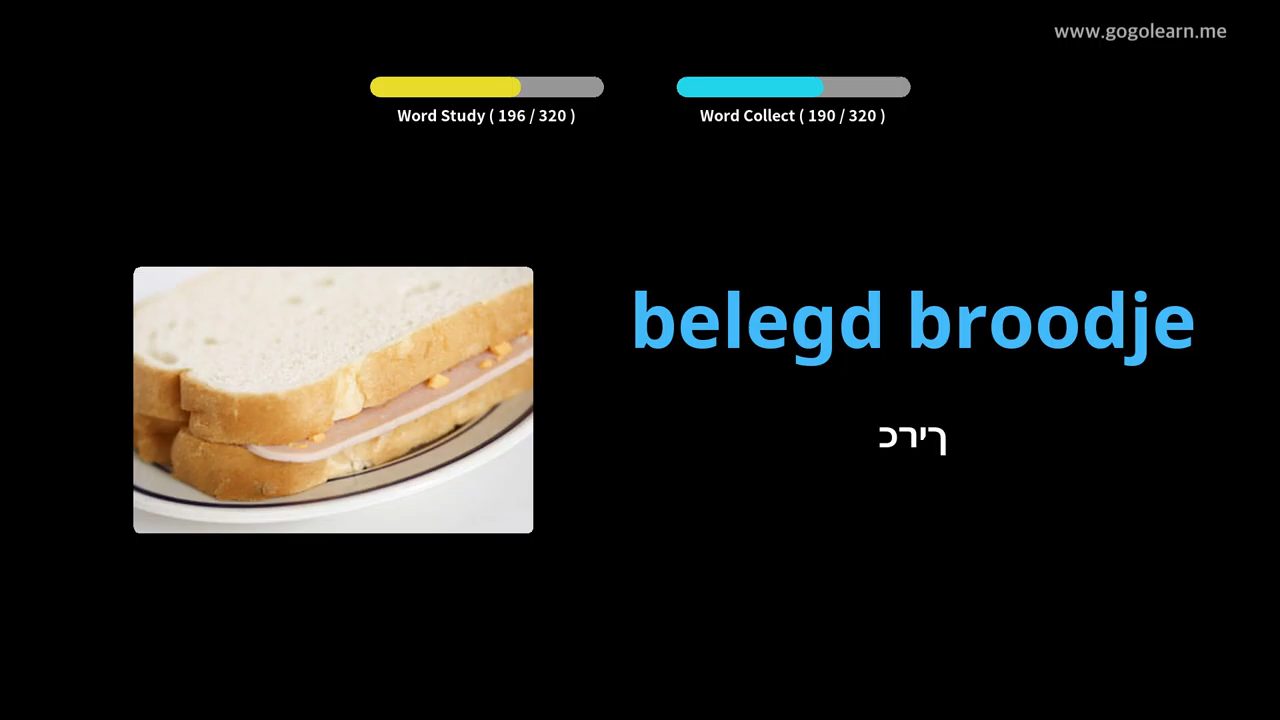 www.gogolearn.me
Word Study ( 196 / 320 )
Word Collect ( 190 / 320 )
belegd broodje
ךירכ